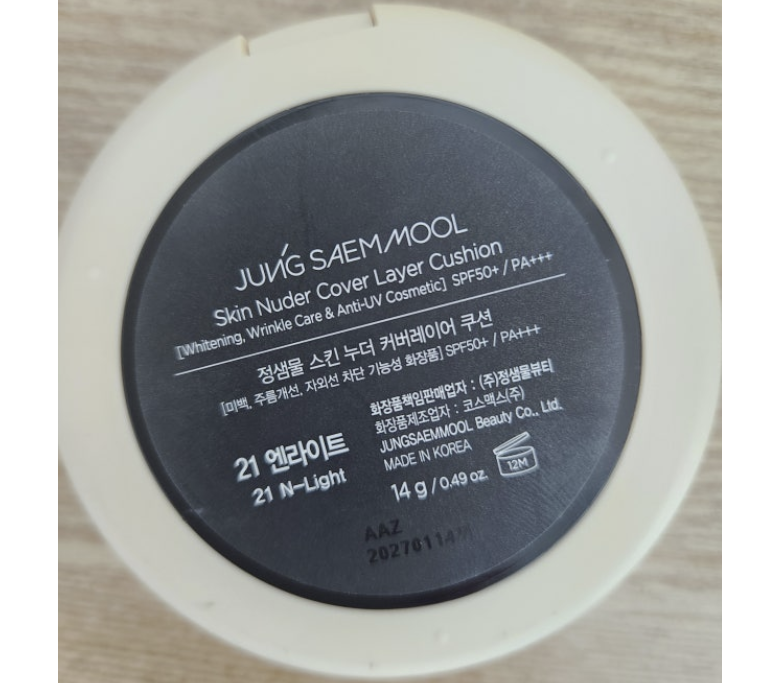 JUNG SAEMMOOL
Skin Nuder Cover Layer Cushion
[Whitening, Wrinkle Care & Anti-UV Cosmetic] SPF50+ / PA+++
정샘물 스킨 누더 커버레이어 쿠션
[미백, 주름개선, 자외선 차단 기능성 화장품] SPF50+ / PA+++
21 엔라이트
21 N-Light
화장품책임판매업자 : (주)정샘물뷰티
화장품제조업자 : 코스맥스(주)
JUNGSAEMMOOL Beauty Co., Ltd.
MADE IN KOREA
14 g / 0.49 oz.
12M
AAZ